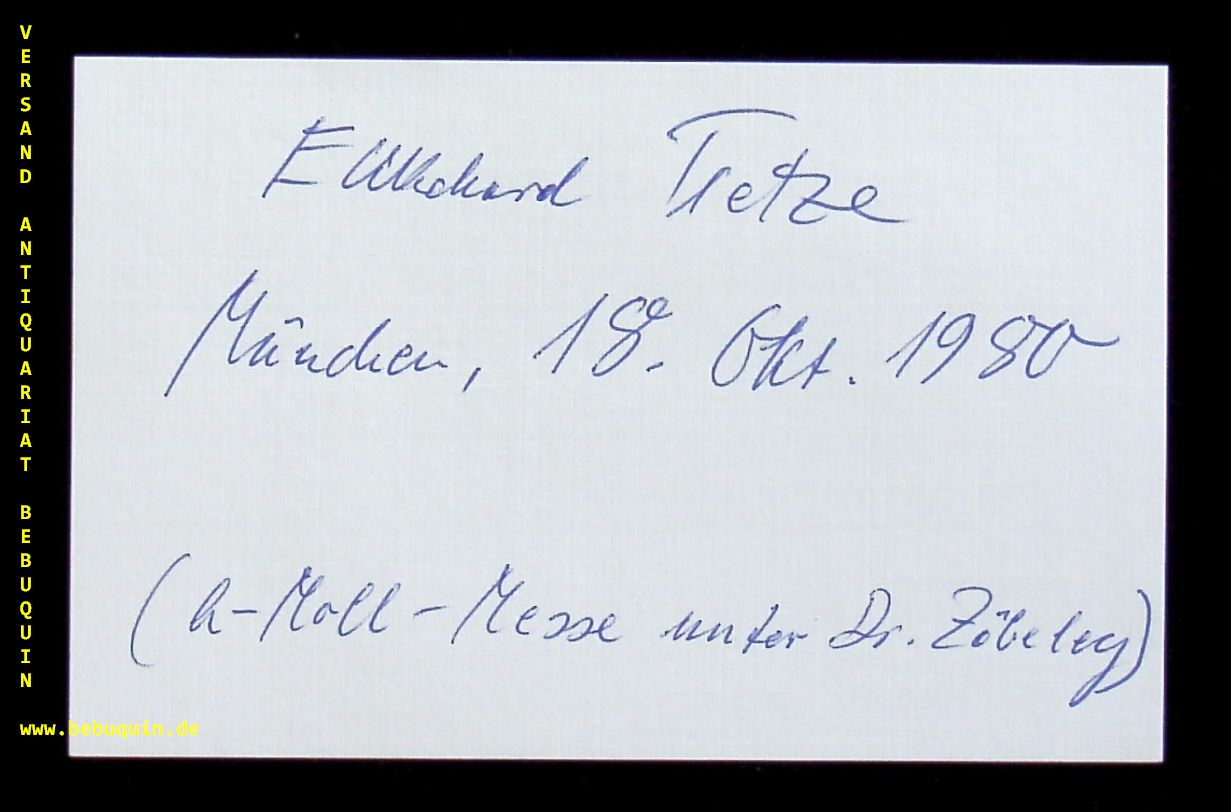 VERSAND ANTIQUARIAT BEBUQUIN
Ekkehard Tietze
München, 18. Okt. 1980
(h-Moll-Messe unter Dr. Zöbeley)
www.bebuquin.de